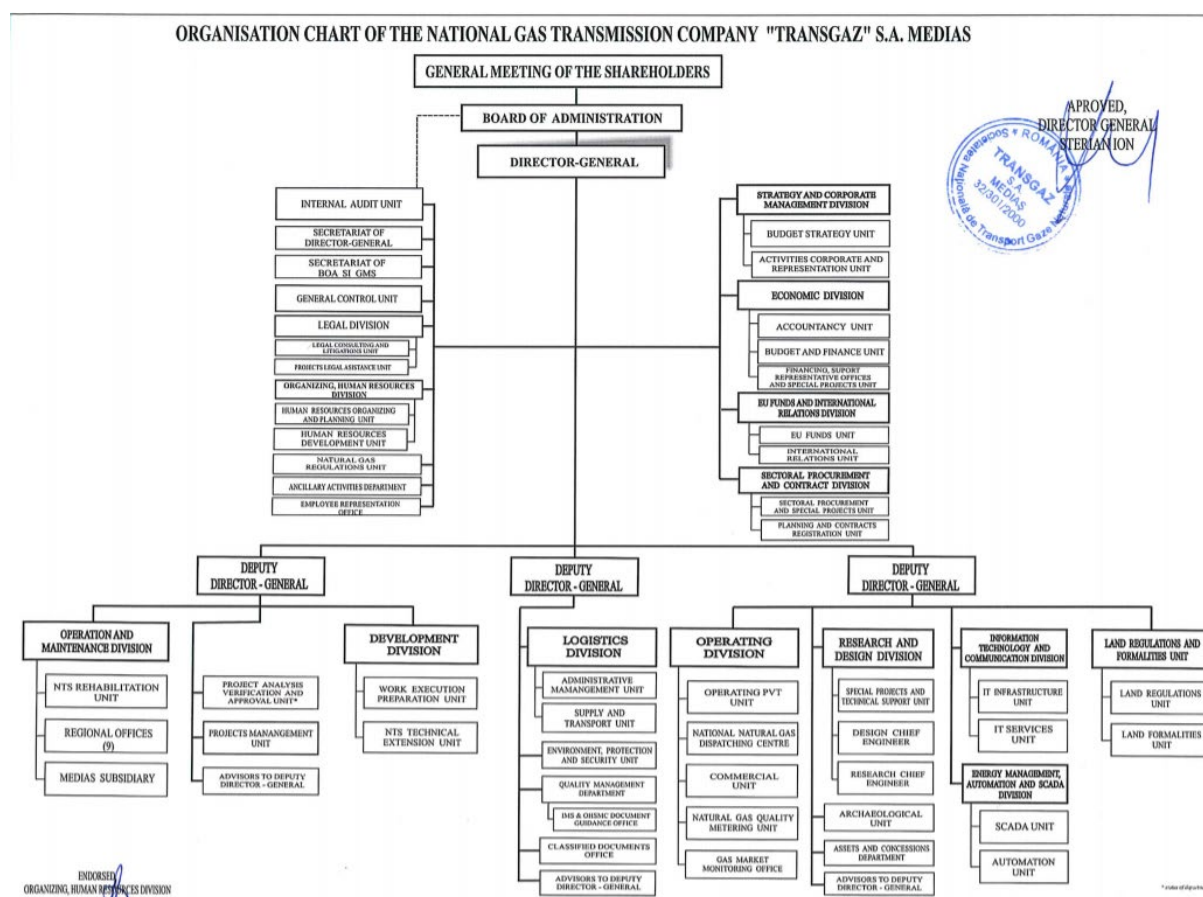 ORGANISATION CHART OF THE NATIONAL GAS TRANSMISSION COMPANY "TRANSGAZ" S.A. MEDIAS
GENERAL MEETING OF THE SHAREHOLDERS
BOARD OF ADMINISTRATION
DIRECTOR-GENERAL
APROVED,
DIRECTOR GENERAL
STERIAN ION
Societatea Naţională de Transport Gaze Naturale
* ROMÂNIA *
TRANSGAZ
S.A.
MEDIAŞ
32/301/2000
INTERNAL AUDIT UNIT
SECRETARIAT OF
DIRECTOR-GENERAL
SECRETARIAT OF
BOA SI GMS
GENERAL CONTROL UNIT
LEGAL DIVISION
LEGAL CONSULTING AND
LITIGATIONS UNIT
PROJECTS LEGAL ASISTANCE UNIT
ORGANIZING, HUMAN RESOURCES
DIVISION
HUMAN RESOURCES ORGANIZING
AND PLANNING UNIT
HUMAN RESOURCES
DEVELOPMENT UNIT
NATURAL GAS
REGULATIONS UNIT
ANCILLARY ACTIVITIES DEPARTMENT
EMPLOYEE REPRESENTATION
OFFICE
STRATEGY AND CORPORATE
MANAGEMENT DIVISION
BUDGET STRATEGY UNIT
ACTIVITIES CORPORATE AND
REPRESENTATION UNIT
ECONOMIC DIVISION
ACCOUNTANCY UNIT
BUDGET AND FINANCE UNIT
FINANCING, SUPORT
REPRESENTATIVE OFFICES
AND SPECIAL PROJECTS UNIT
EU FUNDS AND INTERNATIONAL
RELATIONS DIVISION
EU FUNDS UNIT
INTERNATIONAL
RELATIONS UNIT
SECTORAL PROCUREMENT
AND CONTRACT DIVISION
SECTORAL PROCUREMENT
AND SPECIAL PROJECTS UNIT
PLANNING AND CONTRACTS
REGISTRATION UNIT
DEPUTY
DIRECTOR - GENERAL
OPERATION AND
MAINTENANCE DIVISION
NTS REHABILITATION
UNIT
REGIONAL OFFICES
(9)
MEDIAS SUBSIDIARY
PROJECT ANALYSIS
VERIFICATION AND
APPROVAL UNIT*
PROJECTS MANANGEMENT
UNIT
ADVISORS TO DEPUTY
DIRECTOR - GENERAL
DEVELOPMENT
DIVISION
WORK EXECUTION
PREPARATION UNIT
NTS TECHNICAL
EXTENSION UNIT
DEPUTY
DIRECTOR - GENERAL
LOGISTICS
DIVISION
ADMINISTRATIVE
MAMANGEMENT UNIT
SUPPLY AND
TRANSPORT UNIT
ENVIRONMENT, PROTECTION
AND SECURITY UNIT
QUALITY MANAGEMENT
DEPARTMENT
IMS & OHSMC DOCUMENT
GUIDANCE OFFICE
CLASSIFIED DOCUMENTS
OFFICE
ADVISORS TO DEPUTY
DIRECTOR - GENERAL
DEPUTY
DIRECTOR - GENERAL
OPERATING
DIVISION
OPERATING PVT
UNIT
NATIONAL NATURAL GAS
DISPATCHING CENTRE
COMMERCIAL
UNIT
NATURAL GAS QUALITY
METERING UNIT
GAS MARKET
MONITORING OFFICE
RESEARCH AND
DESIGN DIVISION
SPECIAL PROJECTS AND
TECHNICAL SUPPORT UNIT
DESIGN CHIEF
ENGINEER
RESEARCH CHIEF
ENGINEER
ARCHAEOLOGICAL
UNIT
ASSETS AND CONCESSIONS
DEPARTMENT
ADVISORS TO DEPUTY
DIRECTOR - GENERAL
INFORMATION
TECHNOLOGY AND
COMMUNICATION DIVISION
IT INFRASTRUCTURE
UNIT
IT SERVICES
UNIT
ENERGY MANAGEMENT,
AUTOMATION AND SCADA
DIVISION
SCADA UNIT
AUTOMATION
UNIT
LAND REGULATIONS AND
FORMALITIES UNIT
LAND REGULATIONS
UNIT
LAND FORMALITIES
UNIT
ENDORSED
ORGANIZING, HUMAN RESOURCES DIVISION